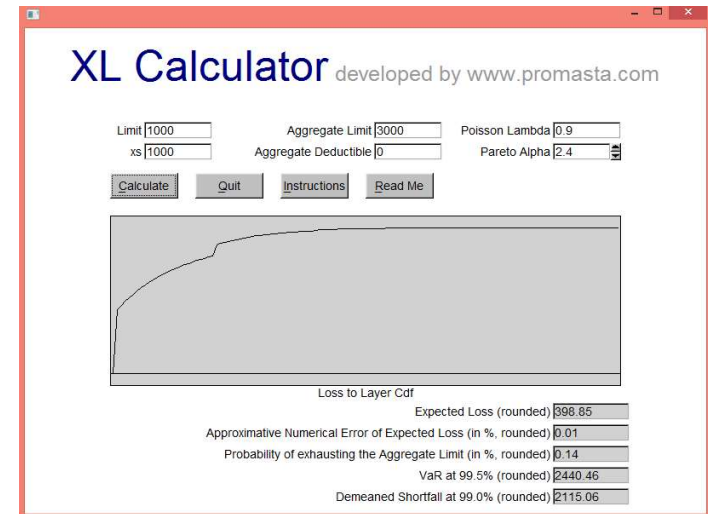 XL Calculator developed by www.promasta.com
Limit 1000 Aggregate Limit 3000 Poisson Lambda 0.9
xs 1000 Aggregate Deductible 0 Pareto Alpha 2.4
Calculate Quit Instructions Read Me
Loss to Layer Cdf
Expected Loss (rounded) 398.85
Approximative Numerical Error of Expected Loss (in %, rounded) 0.01
Probability of exhausting the Aggregate Limit (in %, rounded) 0.14
VaR at 99.5% (rounded) 2440.46
Demeaned Shortfall at 99.0% (rounded) 2115.06